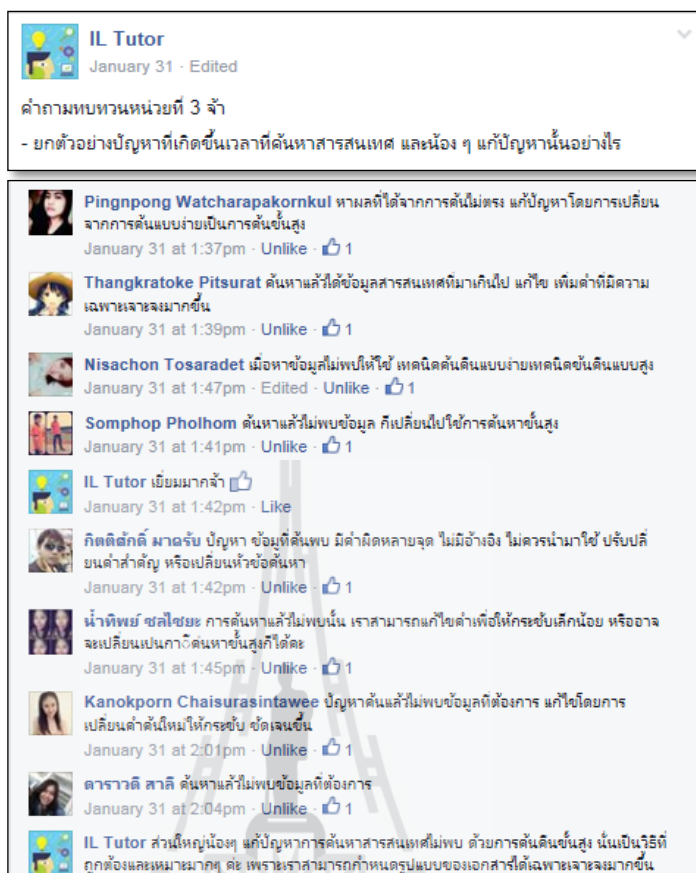 IL Tutor
January 31 · Edited
คำถามทบทวนหน่วยที่ 3 จ้า
- ยกตัวอย่างปัญหาที่เกิดขึ้นเวลาที่ค้นหาสารสนเทศ และน้อง ๆ แก้ปัญหานั้นอย่างไร
Pingnpong Watcharapakornkul หาผลที่ได้จากการค้นไม่ตรง แก้ปัญหาโดยการเปลี่ยน
จากการค้นแบบง่ายเป็นการค้นขั้นสูง
January 31 at 1:37pm · Unlike · 1
Thangkratoke Pitsurat ค้นหาแล้วได้ข้อมูลสารสนเทศที่มาเกินไป แก้ไข เพิ่มคำที่มีความ
เฉพาะเจาะจงมากขึ้น
January 31 at 1:39pm · Unlike · 1
Nisachon Tosaradet เมื่อหาข้อมูลไม่พบให้ใช้ เทคนิคค้นคืนแบบง่ายเทคนิคขันคืนแบบสูง
January 31 at 1:47pm · Edited · Unlike · 1
Somphop Pholhom ค้นหาแล้วไม่พบข้อมูล ก็เปลี่ยนไปใช้การค้นหาขั้นสูง
January 31 at 1:41pm · Unlike · 1
IL Tutor เยี่ยมมากจ้า
January 31 at 1:42pm · Like
กิตติศักดิ์ มาดรับ ปัญหา ข้อมูที่ค้นพบ มีคำผิดหลายจุด ไม่มีอ้างอิง ไม่ควรนำมาใช้ ปรับปลี่
ยนคำสำคัญ หรือเปลี่ยนหัวข้อค้นหา
January 31 at 1:42pm · Unlike · 1
น้ำทิพย์ ชลไชยะ การค้นหาแล้วไม่พบนั้น เราสามารถแก้ไขคำเพื่อให้กระชับเล็กน้อย หรืออาจ
จะเปลี่ยนเปนกาีค่นหาขั้นสูงก็ได้คะ
January 31 at 1:45pm · Unlike · 1
Kanokporn Chaisurasintawee ปัญหาค้นแล้วไม่พบข้อมูลที่ต้องการ แก้ไขโดยการ
เปลี่ยนคำค้นใหม่ให้กระชับ ชัดเจนขึ้น
January 31 at 2:01pm · Unlike · 1
ดาราวดี สาลี ค้นหาแล้วไม่พบข้อมูลที่ต้องการ
January 31 at 2:04pm · Unlike · 1
IL Tutor ส่วนใหญ่น้องๆ แก้ปัญหาการค้นหาสารสนเทศไม่พบ ด้วยการค้นคืนขั้นสูง นั่นเป็นวิธีที่
ถูกต้องและเหมาะมากๆ ค่ะ เพราะเราสามารถกำหนดรูปแบบของเอกสารได้เฉพาะเจาะจงมากขึ้น